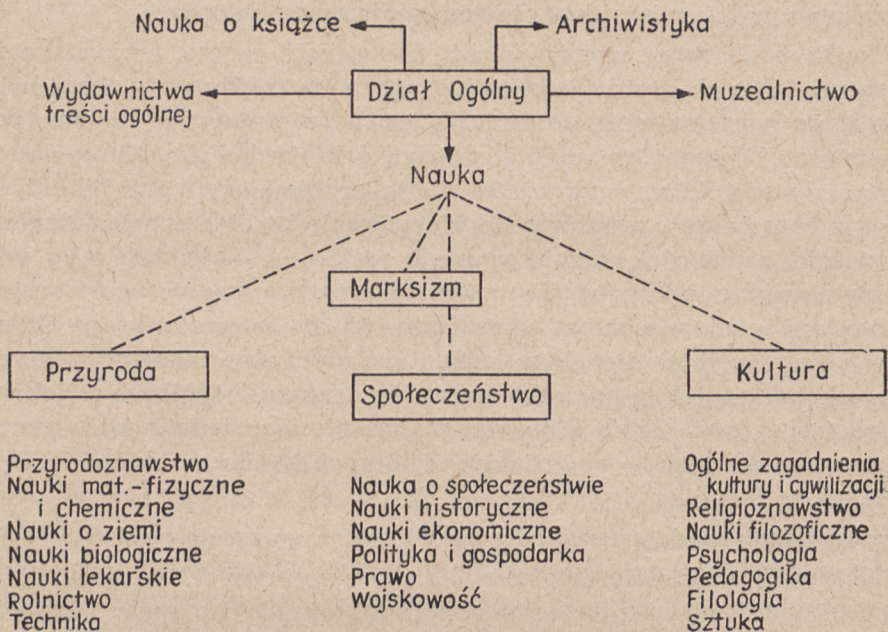 Nauka o książce
Archiwistyka
Wydawnictwa
treści ogólnej
Dział Ogólny
Muzealnictwo
Nauka
Marksizm
Przyroda
Społeczeństwo
Kultura
Przyrodoznawstwo
Nauki mat.-fizyczne
i chemiczne
Nauki o ziemi
Nauki biologiczne
Nauki lekarskie
Rolnictwo
Technika
Nauka o społeczeństwie
Nauki historyczne
Nauki ekonomiczne
Polityka i gospodarka
Prawo
Wojskowość
Ogólne zagadnienia
kultury i cywilizacji
Religioznawstwo
Nauki filozoficzne
Psychologia
Pedagogika
Filologia
Sztuka